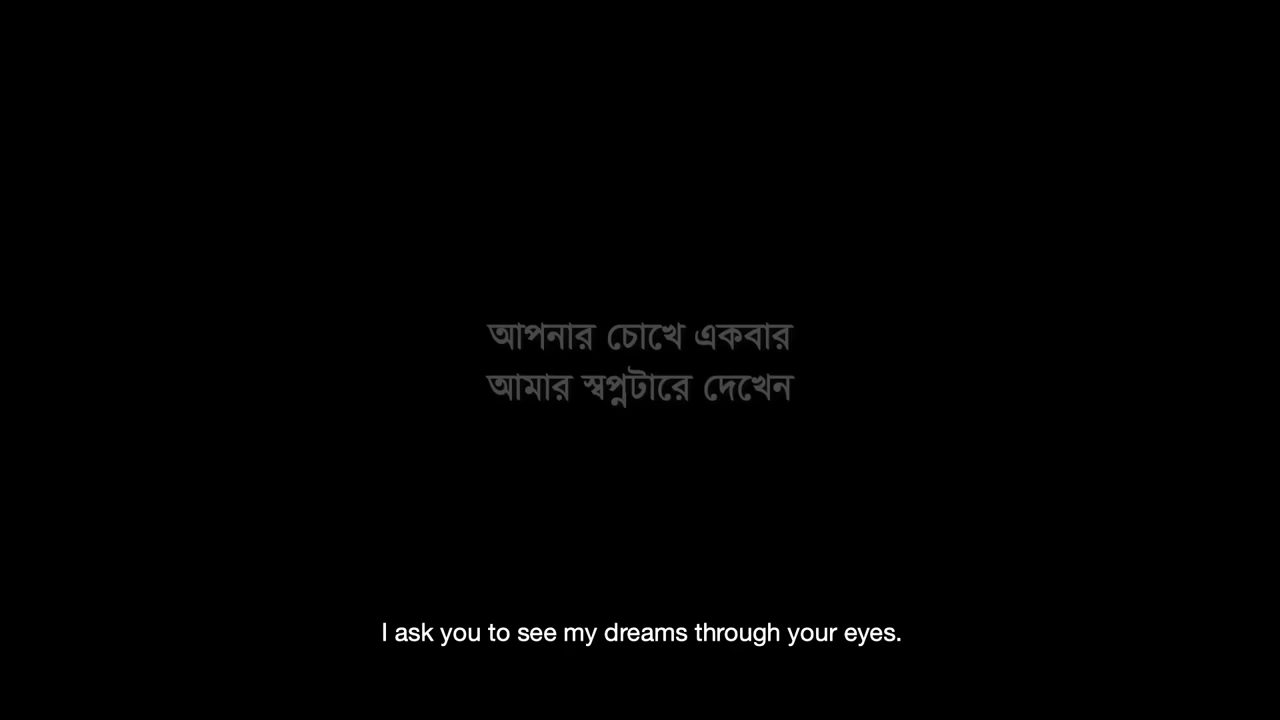 আপনার চোখে একবার
আমার স্বপ্নটারে দেখেন
I ask you to see my dreams through your eyes.